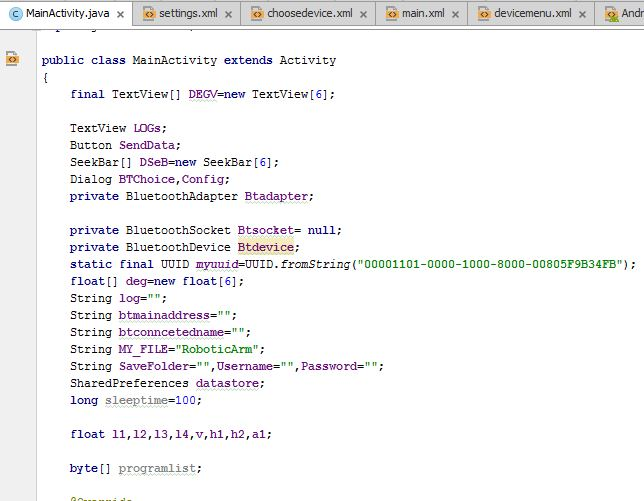 MainActivity.java × settings.xml × choosedevice.xml × main.xml × devicemenu.xml × Andr
public class MainActivity extends Activity
{
final TextView[] DEGV=new TextView[6];
TextView LOGs;
Button SendData;
SeekBar[] DSeB=new SeekBar[6];
Dialog BTChoice,Config;
private BluetoothAdapter Btadapter;
private BluetoothSocket Btsocket= null;
private BluetoothDevice Btdevice;
static final UUID myuuid=UUID.fromString("00001101-0000-1000-8000-00805F9B34FB");
float[] deg=new float[6];
String log="";
String btmainaddress="";
String btconncetedname="";
String MY_FILE="RoboticArm";
String SaveFolder="",Username="",Password="";
SharedPreferences datastore;
long sleeptime=100;
float l1,l2,l3,l4,v,h1,h2,a1;
byte[] programlist;